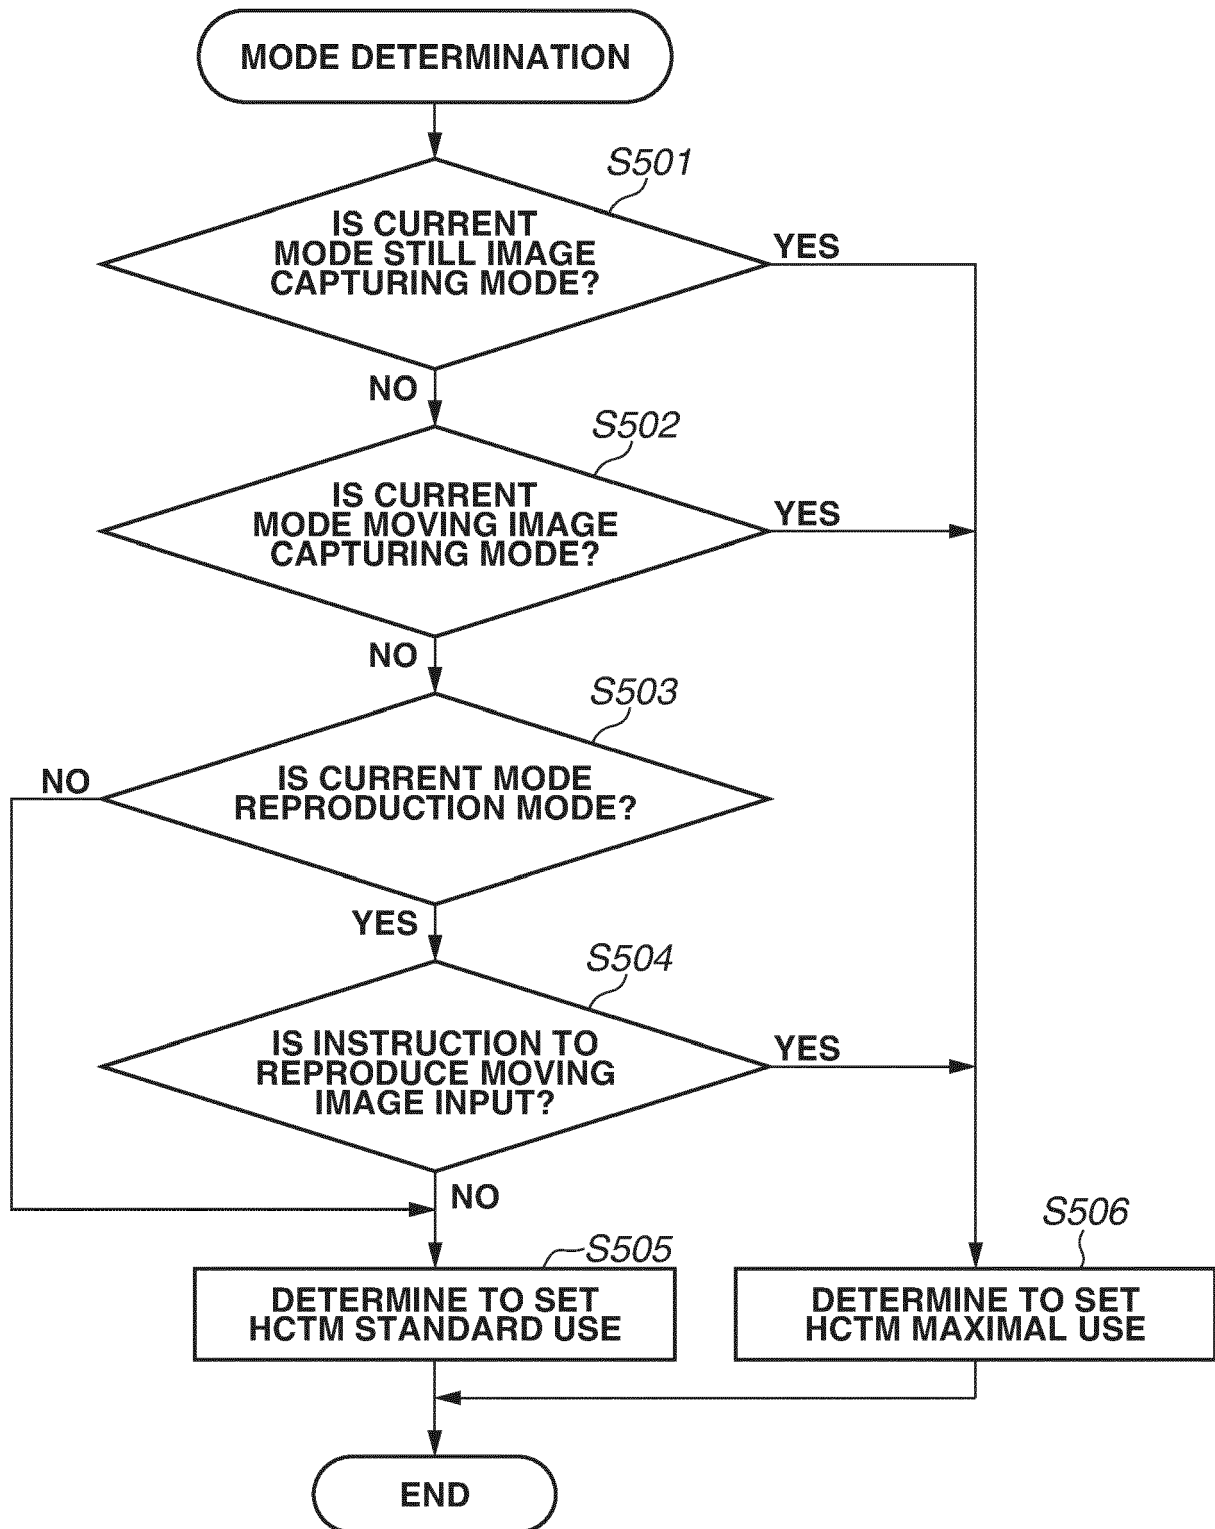 MODE DETERMINATION
S501
IS CURRENT
MODE STILL IMAGE
CAPTURING MODE?
YES
NO
S502
IS CURRENT
MODE MOVING IMAGE
CAPTURING MODE?
YES
NO
S503
IS CURRENT MODE
REPRODUCTION MODE?
NO
YES
S504
IS INSTRUCTION TO
REPRODUCE MOVING
IMAGE INPUT?
YES
NO
S505
DETERMINE TO SET
HCTM STANDARD USE
S506
DETERMINE TO SET
HCTM MAXIMAL USE
END